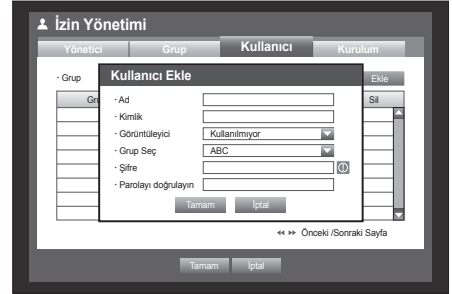 İzin Yönetimi
Yönetici Grup Kullanıcı Kurulum
· Grup Ekle
Kullanıcı Ekle
Sil
· Ad
· Kimlik
· Görüntüleyici Kullanılmıyor
· Grup Seç ABC
· Şifre
· Parolayı doğrulayın
Tamam İptal
Önceki /Sonraki Sayfa
Tamam İptal